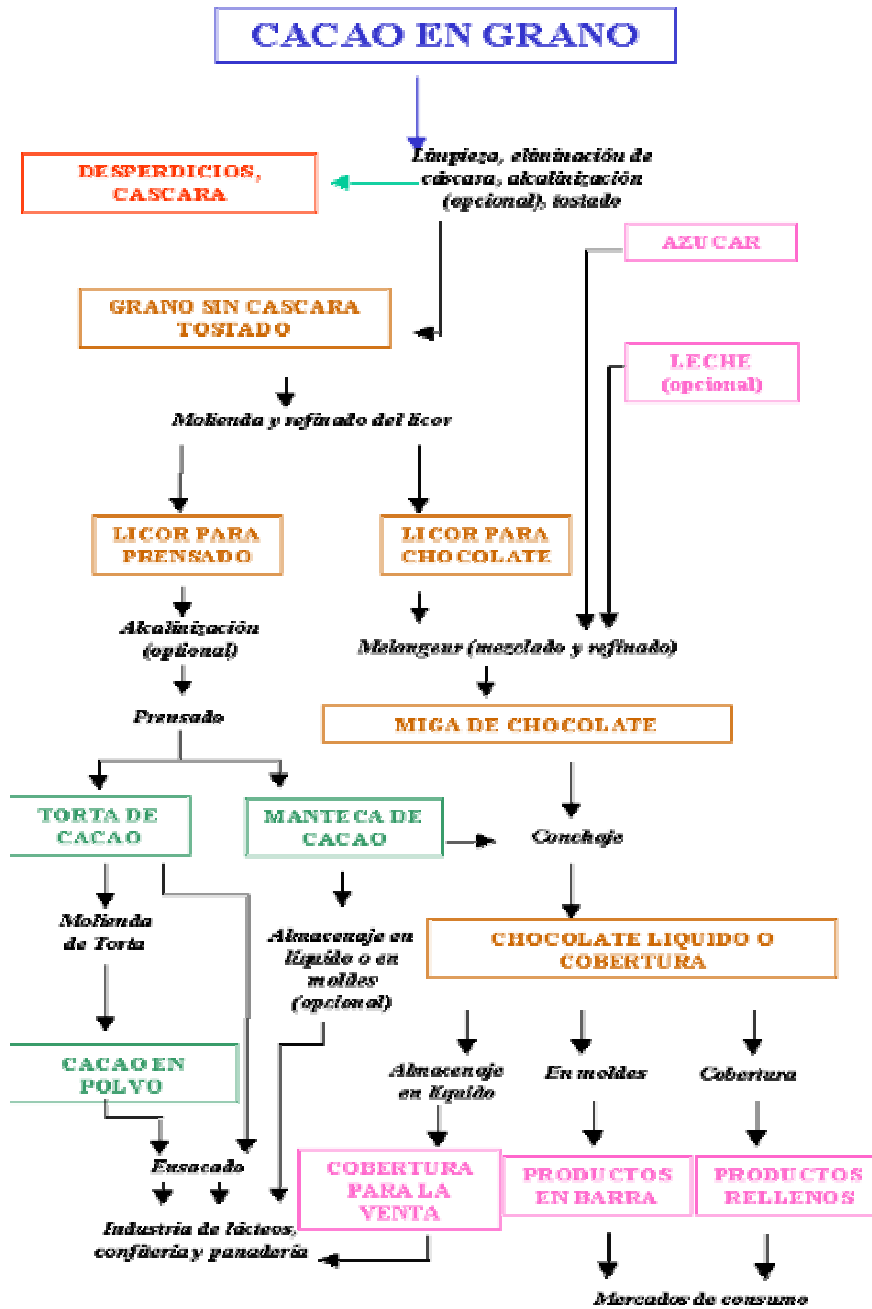 CACAO EN GRANO
Limpieza, eliminación de
cáscara, alcalinización
(opcional), tostado
DESPERDICIOS,
CASCARA
AZUCAR
GRANO SIN CASCARA
TOSTADO
LECHE
(opcional)
Molienda y refinado del licor
LICOR PARA
PRENSADO
LICOR PARA
CHOCOLATE
Alcalinización
(optional)
Melangeur (mezclado y refinado)
Prensado
MIGA DE CHOCOLATE
TORTA DE
CACAO
MANTECA DE
CACAO
Conchaje
Molienda
de Torta
Almacenaje en
líquido o en
moldes
(opcional)
CHOCOLATE LIQUIDO O
COBERTURA
CACAO EN
POLVO
Almacenaje
en líquido
En moldes
Cobertura
Ensacado
COBERTURA
PARA LA
VENTA
PRODUCTOS
EN BARRA
PRODUCTOS
RELLENOS
Industria de lácteos,
confitería y panadería
Mercados de consumo